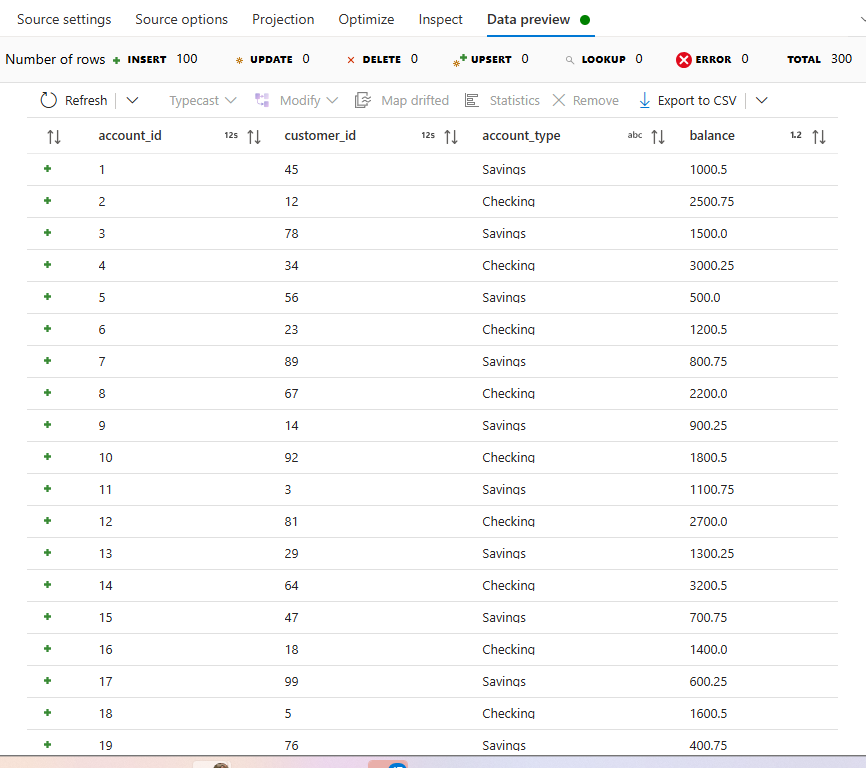 Source settings Source options Projection Optimize Inspect Data preview
Number of rows INSERT 100 UPDATE 0 DELETE 0 UPSERT 0 LOOKUP 0 ERROR 0 TOTAL 300
Refresh Typecast Modify Map drifted Statistics Remove Export to CSV
account_id 12s customer_id 12s account_type abc balance 1.2
1 45 Savings 1000.5
2 12 Checking 2500.75
3 78 Savings 1500.0
4 34 Checking 3000.25
5 56 Savings 500.0
6 23 Checking 1200.5
7 89 Savings 800.75
8 67 Checking 2200.0
9 14 Savings 900.25
10 92 Checking 1800.5
11 3 Savings 1100.75
12 81 Checking 2700.0
13 29 Savings 1300.25
14 64 Checking 3200.5
15 47 Savings 700.75
16 18 Checking 1400.0
17 99 Savings 600.25
18 5 Checking 1600.5
19 76 Savings 400.75